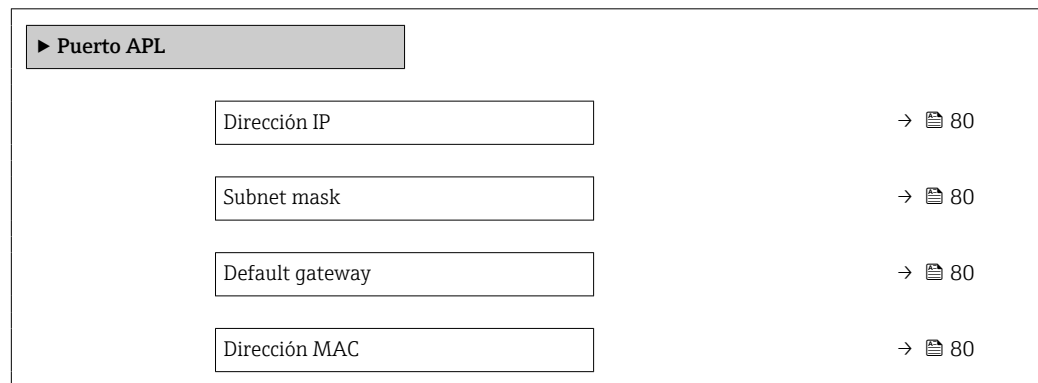 ▶ Puerto APL
Dirección IP → 80
Subnet mask → 80
Default gateway → 80
Dirección MAC → 80